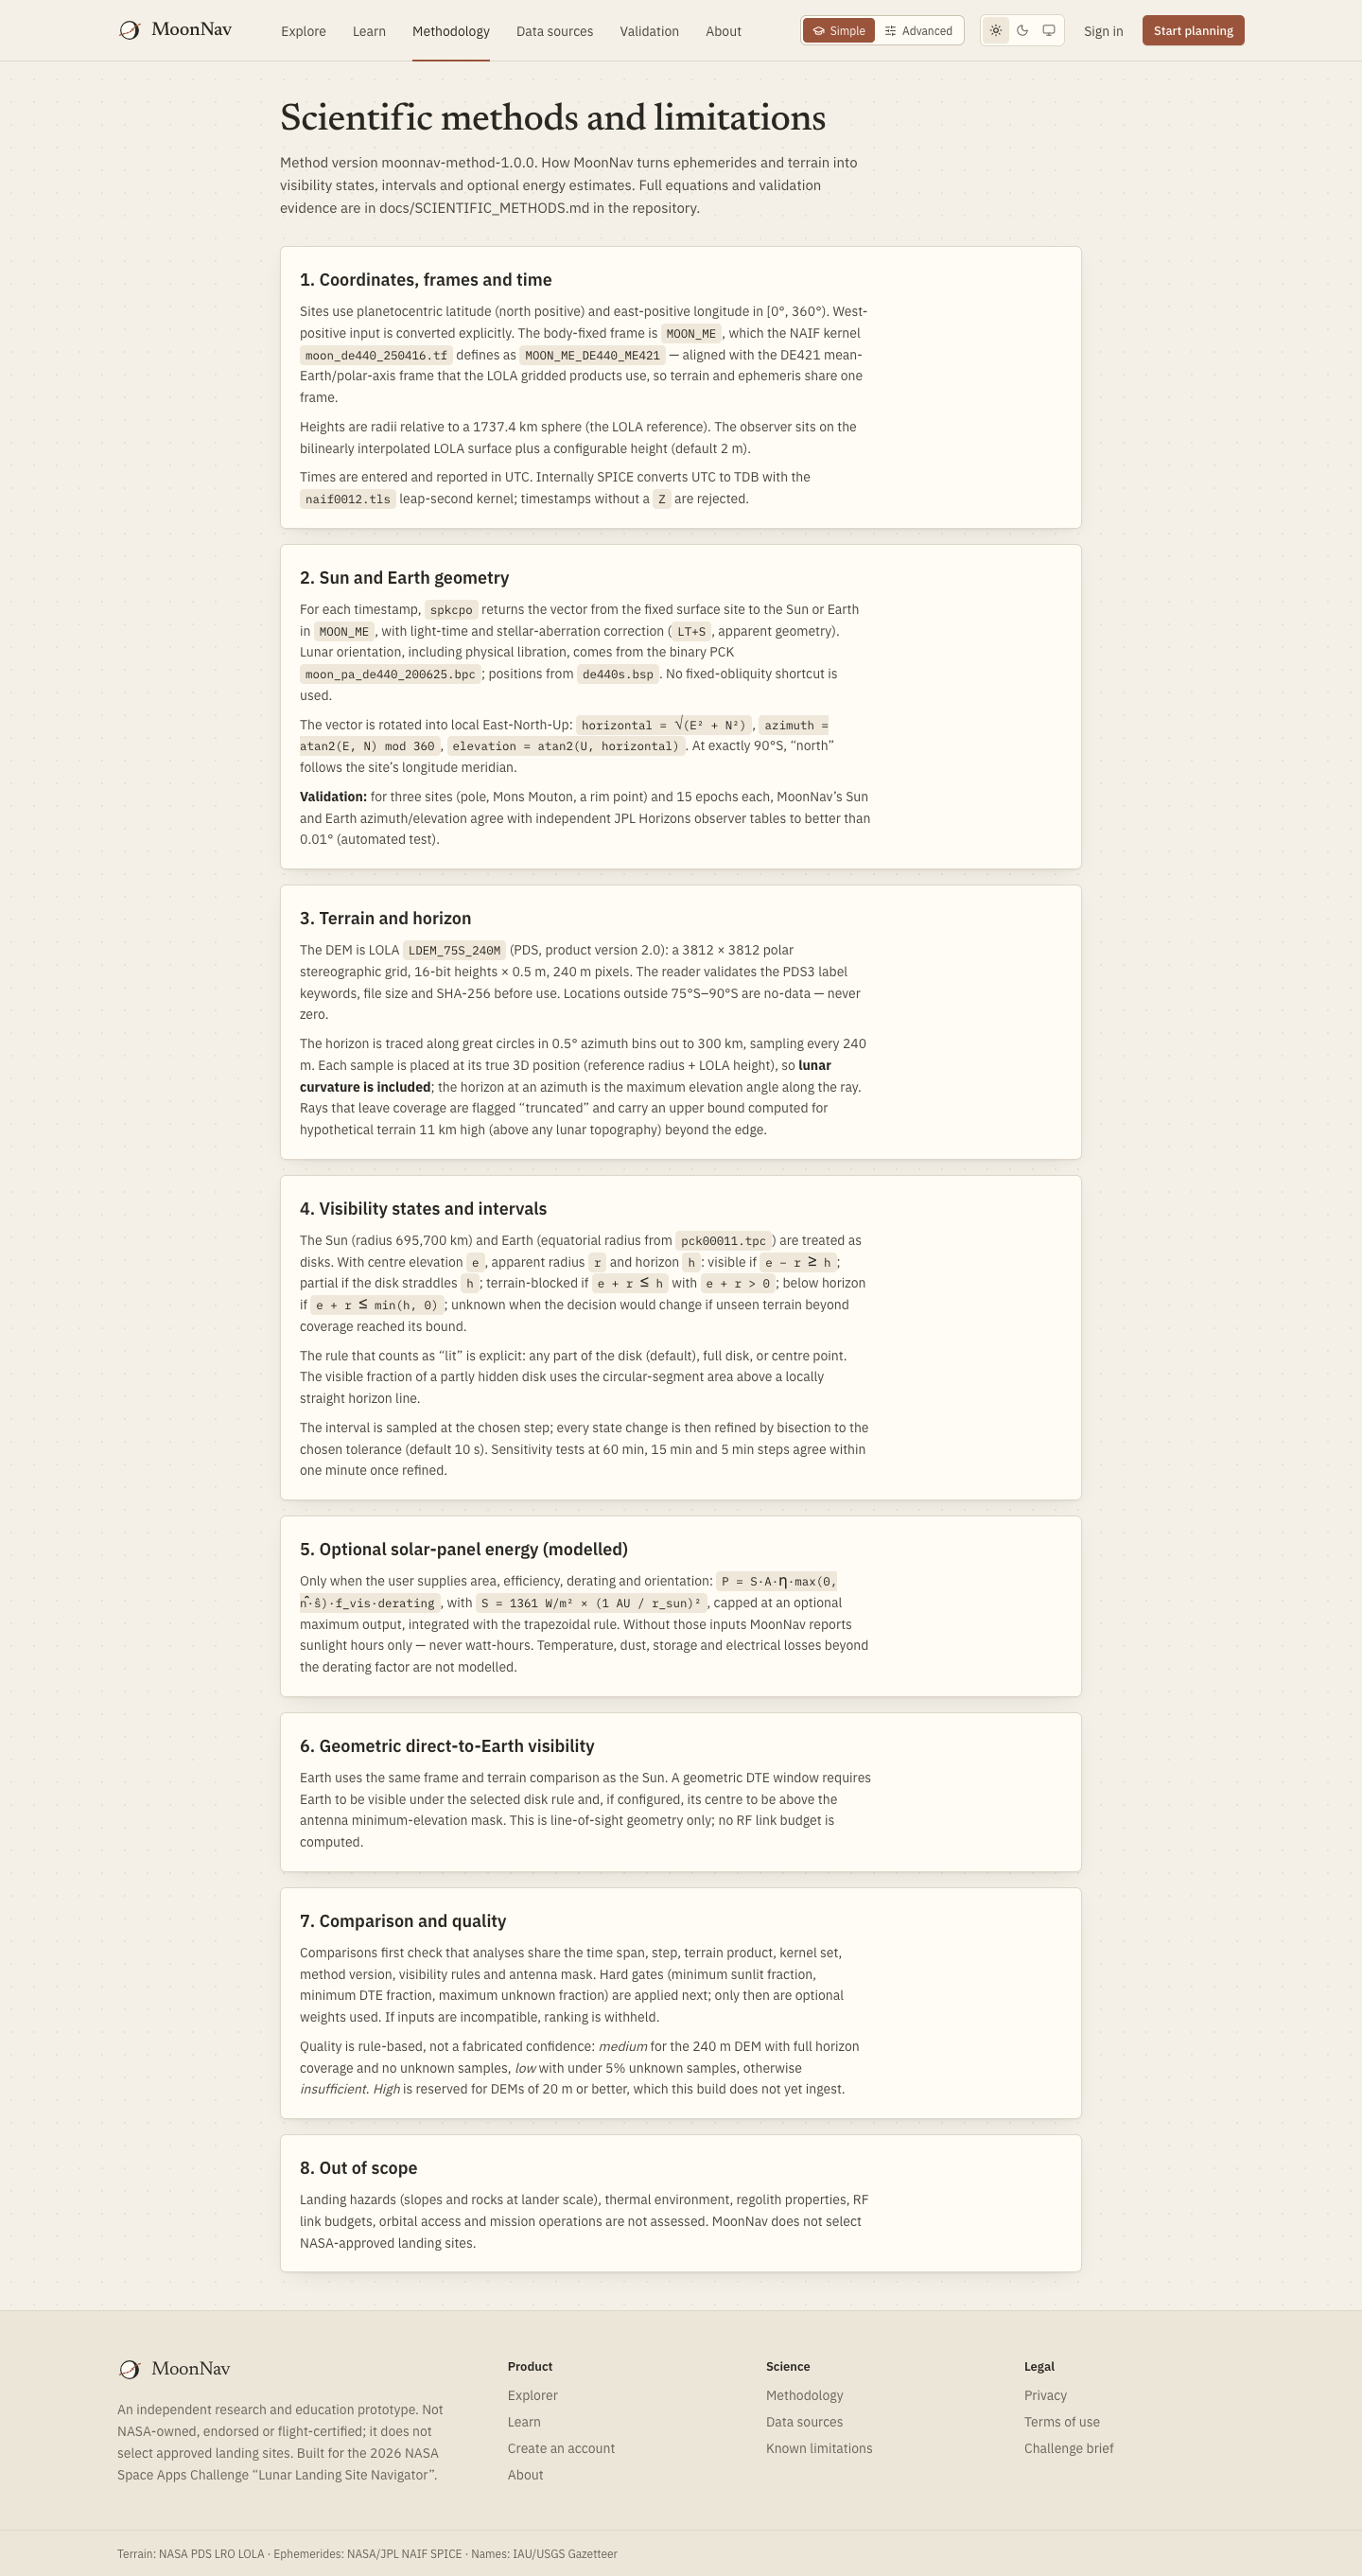 MoonNav
Explore Learn Methodology Data sources Validation About
Simple Advanced
Sign in
Start planning
Scientific methods and limitations
Method version moonnav-method-1.0.0. How MoonNav turns ephemerides and terrain into
visibility states, intervals and optional energy estimates. Full equations and validation
evidence are in docs/SCIENTIFIC_METHODS.md in the repository.
1. Coordinates, frames and time
Sites use planetocentric latitude (north positive) and east-positive longitude in [0°, 360°). West-
positive input is converted explicitly. The body-fixed frame is MOON_ME, which the NAIF kernel
moon_de440_250416.tf defines as MOON_ME_DE440_ME421 — aligned with the DE421 mean-
Earth/polar-axis frame that the LOLA gridded products use, so terrain and ephemeris share one
frame.
Heights are radii relative to a 1737.4 km sphere (the LOLA reference). The observer sits on the
bilinearly interpolated LOLA surface plus a configurable height (default 2 m).
Times are entered and reported in UTC. Internally SPICE converts UTC to TDB with the
naif0012.tls leap-second kernel; timestamps without a Z are rejected.
2. Sun and Earth geometry
For each timestamp, spkcpo returns the vector from the fixed surface site to the Sun or Earth
in MOON_ME, with light-time and stellar-aberration correction (LT+S, apparent geometry).
Lunar orientation, including physical libration, comes from the binary PCK
moon_pa_de440_200625.bpc; positions from de440s.bsp. No fixed-obliquity shortcut is
used.
The vector is rotated into local East-North-Up: horizontal = √(E² + N²), azimuth =
atan2(E, N) mod 360, elevation = atan2(U, horizontal). At exactly 90°S, “north”
follows the site’s longitude meridian.
Validation: for three sites (pole, Mons Mouton, a rim point) and 15 epochs each, MoonNav’s Sun
and Earth azimuth/elevation agree with independent JPL Horizons observer tables to better than
0.01° (automated test).
3. Terrain and horizon
The DEM is LOLA LDEM_75S_240M (PDS, product version 2.0): a 3812 × 3812 polar
stereographic grid, 16-bit heights × 0.5 m, 240 m pixels. The reader validates the PDS3 label
keywords, file size and SHA-256 before use. Locations outside 75°S–90°S are no-data — never
zero.
The horizon is traced along great circles in 0.5° azimuth bins out to 300 km, sampling every 240
m. Each sample is placed at its true 3D position (reference radius + LOLA height), so lunar
curvature is included; the horizon at an azimuth is the maximum elevation angle along the ray.
Rays that leave coverage are flagged “truncated” and carry an upper bound computed for
hypothetical terrain 11 km high (above any lunar topography) beyond the edge.
4. Visibility states and intervals
The Sun (radius 695,700 km) and Earth (equatorial radius from pck00011.tpc) are treated as
disks. With centre elevation e, apparent radius r and horizon h: visible if e − r ≥ h;
partial if the disk straddles h; terrain-blocked if e + r ≤ h with e + r > 0; below horizon
if e + r ≤ min(h, 0); unknown when the decision would change if unseen terrain beyond
coverage reached its bound.
The rule that counts as “lit” is explicit: any part of the disk (default), full disk, or centre point.
The visible fraction of a partly hidden disk uses the circular-segment area above a locally
straight horizon line.
The interval is sampled at the chosen step; every state change is then refined by bisection to the
chosen tolerance (default 10 s). Sensitivity tests at 60 min, 15 min and 5 min steps agree within
one minute once refined.
5. Optional solar-panel energy (modelled)
Only when the user supplies area, efficiency, derating and orientation: P = S·A·η·max(0,
n̂·ŝ)·f_vis·derating, with S = 1361 W/m² × (1 AU / r_sun)², capped at an optional
maximum output, integrated with the trapezoidal rule. Without those inputs MoonNav reports
sunlight hours only — never watt-hours. Temperature, dust, storage and electrical losses beyond
the derating factor are not modelled.
6. Geometric direct-to-Earth visibility
Earth uses the same frame and terrain comparison as the Sun. A geometric DTE window requires
Earth to be visible under the selected disk rule and, if configured, its centre to be above the
antenna minimum-elevation mask. This is line-of-sight geometry only; no RF link budget is
computed.
7. Comparison and quality
Comparisons first check that analyses share the time span, step, terrain product, kernel set,
method version, visibility rules and antenna mask. Hard gates (minimum sunlit fraction,
minimum DTE fraction, maximum unknown fraction) are applied next; only then are optional
weights used. If inputs are incompatible, ranking is withheld.
Quality is rule-based, not a fabricated confidence: medium for the 240 m DEM with full horizon
coverage and no unknown samples, low with under 5% unknown samples, otherwise
insufficient. High is reserved for DEMs of 20 m or better, which this build does not yet ingest.
8. Out of scope
Landing hazards (slopes and rocks at lander scale), thermal environment, regolith properties, RF
link budgets, orbital access and mission operations are not assessed. MoonNav does not select
NASA-approved landing sites.
MoonNav
An independent research and education prototype. Not
NASA-owned, endorsed or flight-certified; it does not
select approved landing sites. Built for the 2026 NASA
Space Apps Challenge “Lunar Landing Site Navigator”.
Product
Explorer
Learn
Create an account
About
Science
Methodology
Data sources
Known limitations
Legal
Privacy
Terms of use
Challenge brief
Terrain: NASA PDS LRO LOLA · Ephemerides: NASA/JPL NAIF SPICE · Names: IAU/USGS Gazetteer